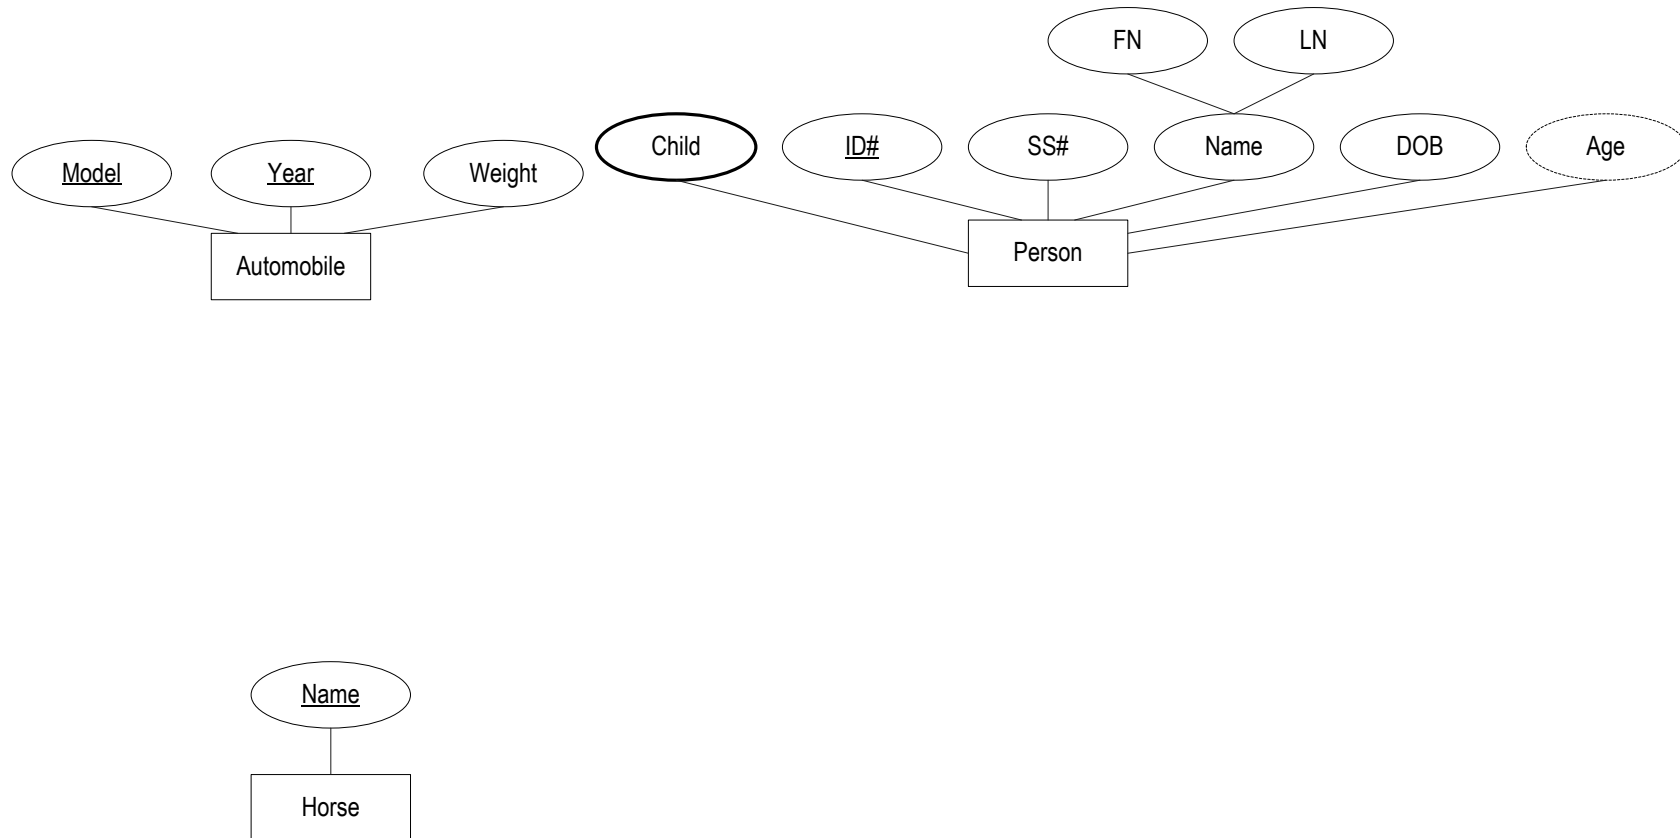 FN
LN
Child
ID#
SS#
Name
DOB
Age
Model
Year
Weight
Person
Automobile
Name
Horse